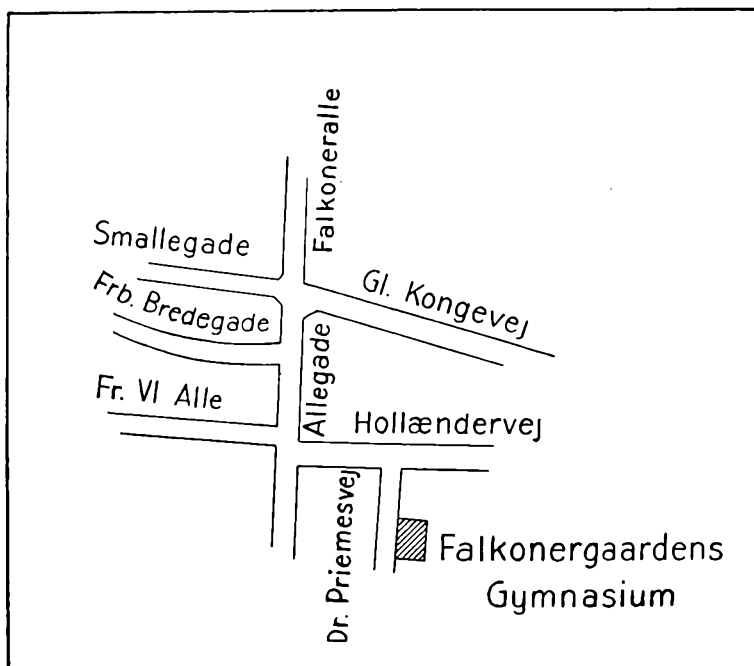 Falkoneralle
Smallegade
Gl. Kongevej
Frb. Bredegade
Allegade
Fr. VI Alle
Hollændervej
Dr. Priemesvej
Falkonergaardens
Gymnasium